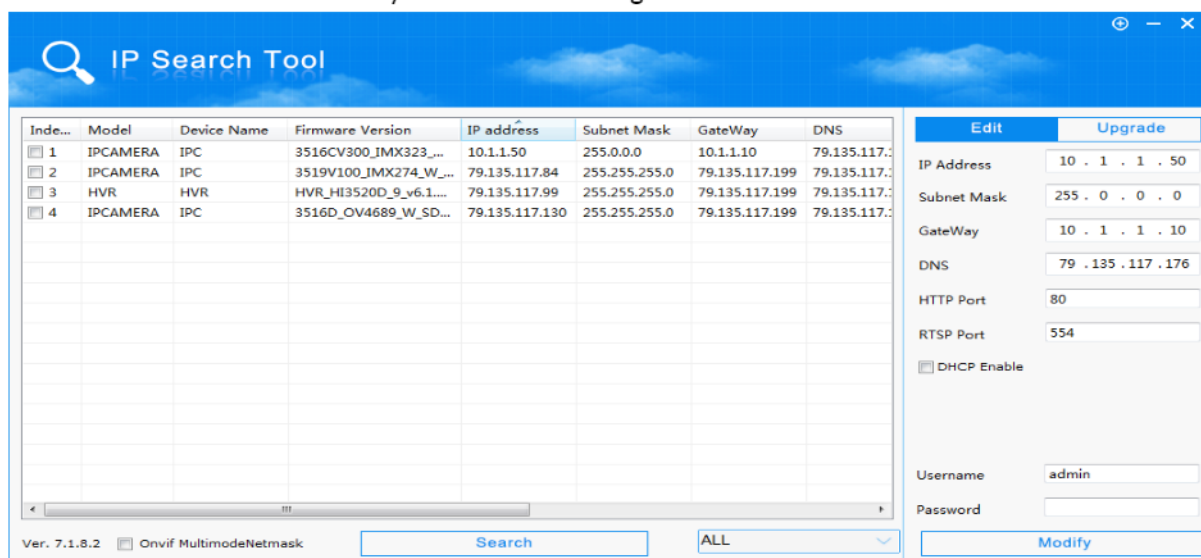 IP Search Tool
Inde... Model Device Name Firmware Version IP address Subnet Mask GateWay DNS
1 IPCAMERA IPC 3516CV300_IMX323_... 10.1.1.50 255.0.0.0 10.1.1.10 79.135.117.:
2 IPCAMERA IPC 3519V100_IMX274_W_... 79.135.117.84 255.255.255.0 79.135.117.199 79.135.117.:
3 HVR HVR HVR_HI3520D_9_v6.1.... 79.135.117.99 255.255.255.0 79.135.117.199 79.135.117.:
4 IPCAMERA IPC 3516D_OV4689_W_SD... 79.135.117.130 255.255.255.0 79.135.117.199 79.135.117.:
Edit Upgrade
IP Address 10 . 1 . 1 . 50
Subnet Mask 255 . 0 . 0 . 0
GateWay 10 . 1 . 1 . 10
DNS 79 . 135 . 117 . 176
HTTP Port 80
RTSP Port 554
DHCP Enable
Username admin
Password
Ver. 7.1.8.2 Onvif MultimodeNetmask Search ALL Modify